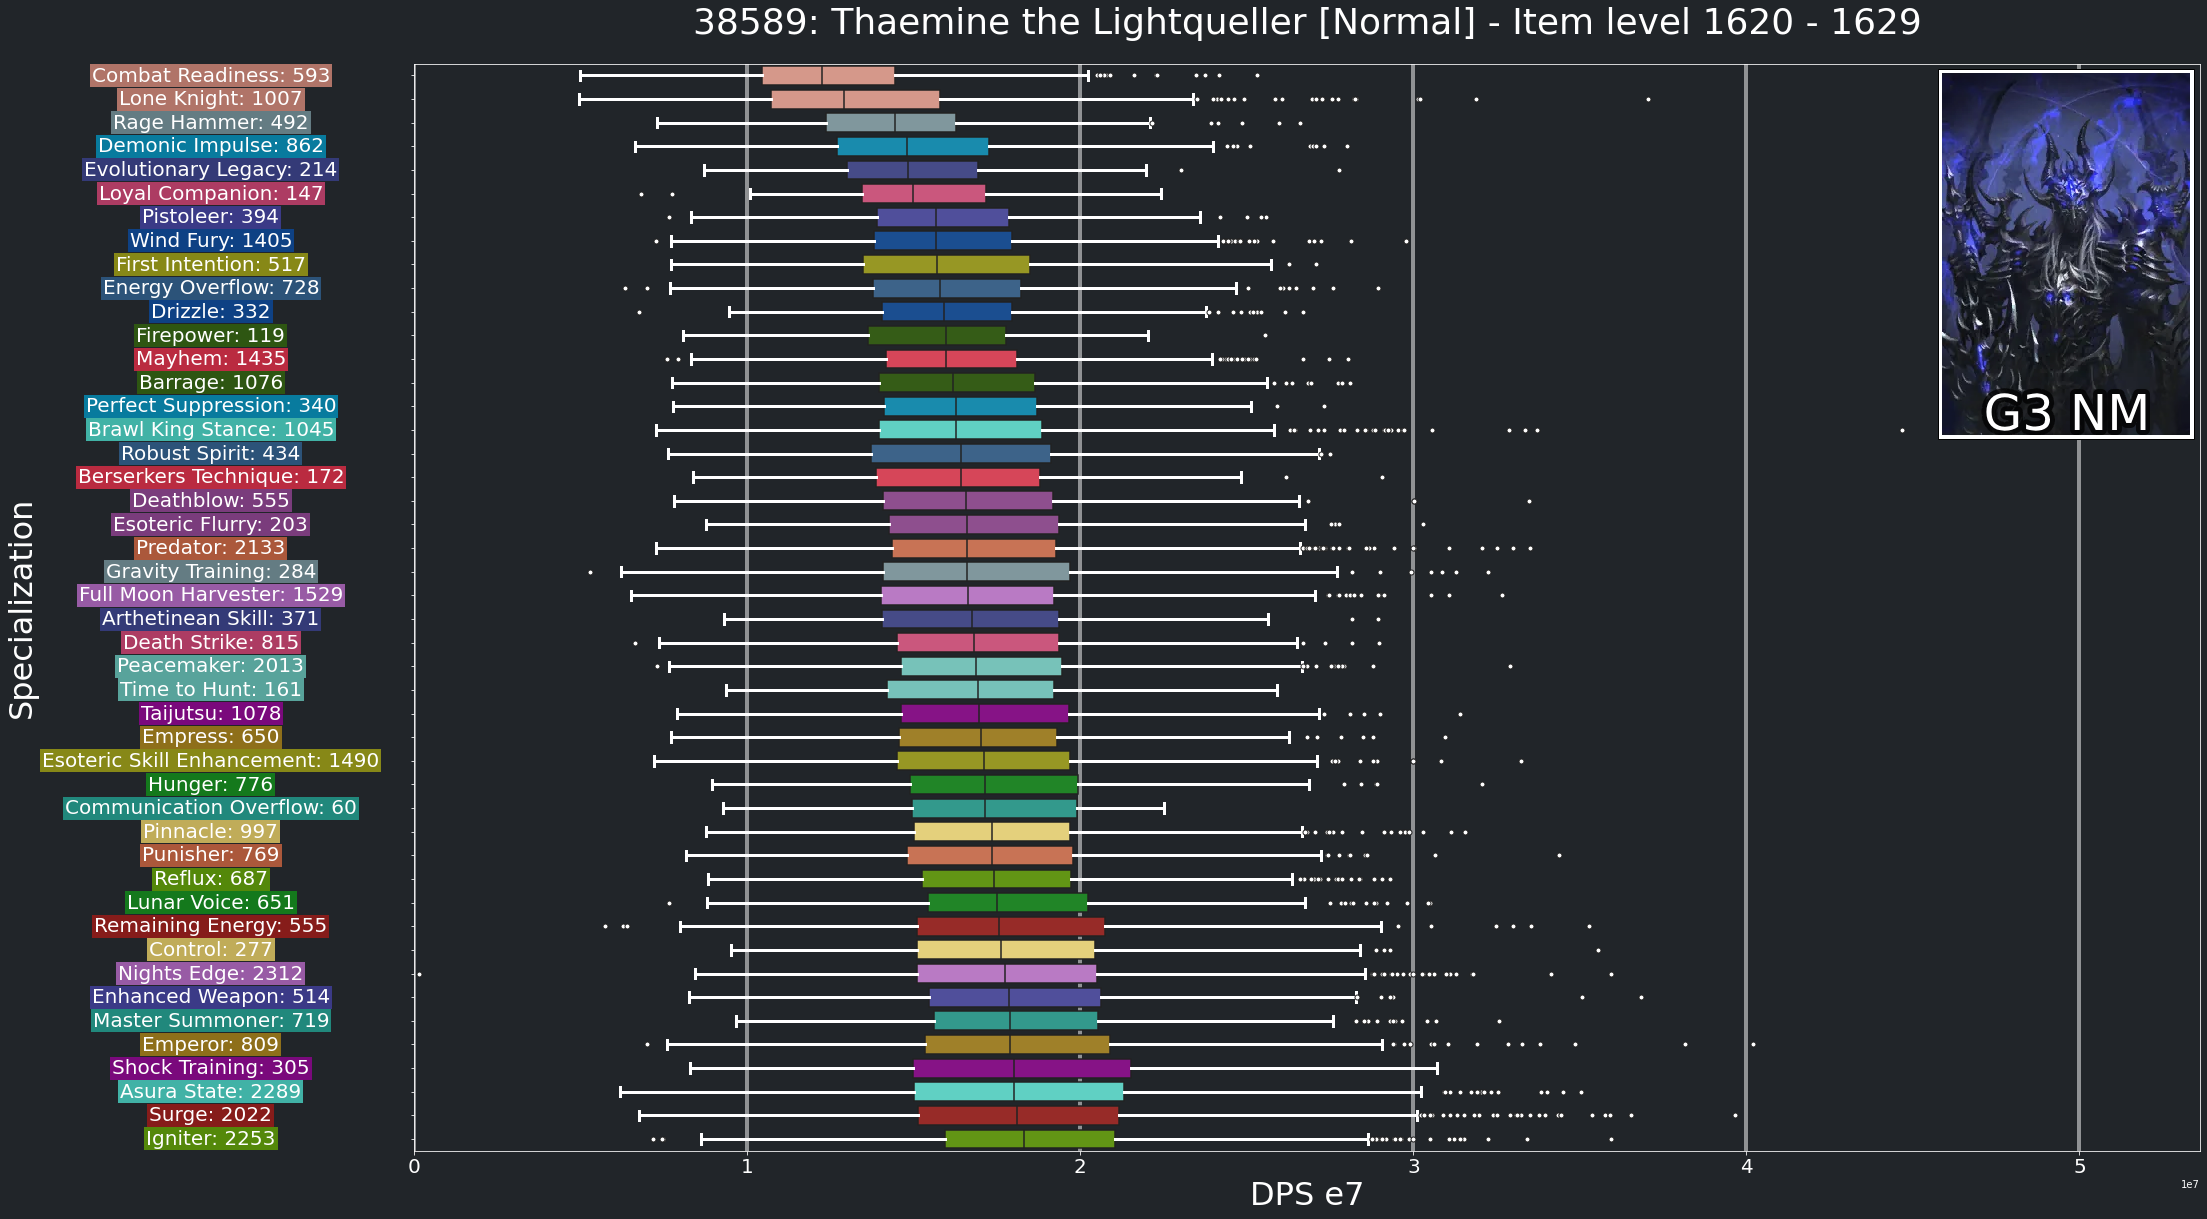 38589: Thaemine the Lightqueller [Normal] - Item level 1620 - 1629
Combat Readiness: 593
Lone Knight: 1007
Rage Hammer: 492
Demonic Impulse: 862
Evolutionary Legacy: 214
Loyal Companion: 147
Pistoleer: 394
Wind Fury: 1405
First Intention: 517
Energy Overflow: 728
Drizzle: 332
Firepower: 119
Mayhem: 1435
Barrage: 1076
Perfect Suppression: 340
Brawl King Stance: 1045
Robust Spirit: 434
Berserkers Technique: 172
Deathblow: 555
Esoteric Flurry: 203
Predator: 2133
Gravity Training: 284
Full Moon Harvester: 1529
Arthetinean Skill: 371
Death Strike: 815
Peacemaker: 2013
Time to Hunt: 161
Taijutsu: 1078
Empress: 650
Esoteric Skill Enhancement: 1490
Hunger: 776
Communication Overflow: 60
Pinnacle: 997
Punisher: 769
Reflux: 687
Lunar Voice: 651
Remaining Energy: 555
Control: 277
Nights Edge: 2312
Enhanced Weapon: 514
Master Summoner: 719
Emperor: 809
Shock Training: 305
Asura State: 2289
Surge: 2022
Igniter: 2253
Specialization
G3 NM
0 1 2 3 4 5
1e7
DPS e7